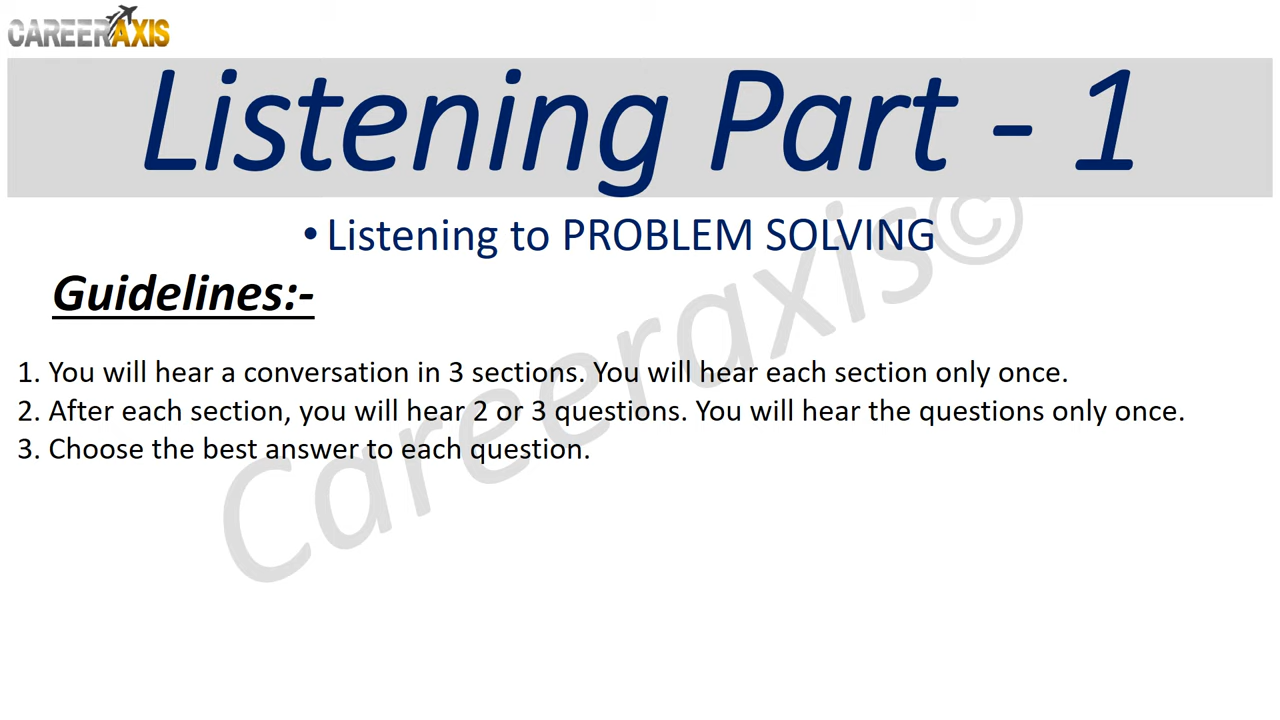 CAREERAXIS
Listening Part - 1
• Listening to PROBLEM SOLVING
Guidelines:-
1. You will hear a conversation in 3 sections. You will hear each section only once.
2. After each section, you will hear 2 or 3 questions. You will hear the questions only once.
3. Choose the best answer to each question.
Careeraxis©